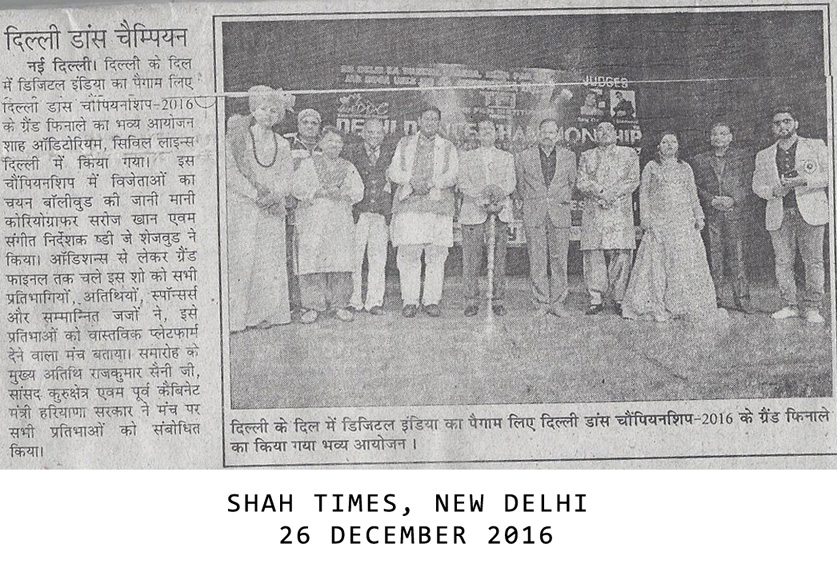 दिल्ली डांस चैम्पियन
नई दिल्ली। दिल्ली के दिल
में डिजिटल इंडिया का पैगाम लिए
दिल्ली डांस चौंपियनशिप-2016
के ग्रैंड फिनाले का भव्य आयोजन
शाह ऑडिटोरियम, सिविल लाइन्स
दिल्ली में किया गया। इस
चौंपियनशिप में विजेताओं का
चयन बॉलीवुड की जानी मानी
कोरियोग्राफर सरोज खान एवम
संगीत निर्देशक ष्डी जे शेजवुड ने
किया। ऑडिशन्स से लेकर ग्रैंड
फाइनल तक चले इस शो को सभी
प्रतिभागियों, अतिथियों, स्पॉन्सर्स
और सम्मानित जजों ने, इसे
प्रतिभाओं को वास्तविक प्लेटफार्म
देने वाला मंच बताया। समारोह के
मुख्य अतिथि राजकुमार सैनी जी,
सांसद कुरुक्षेत्र एवम पूर्व कैबिनेट
मंत्री हरियाणा सरकार ने मंच पर
सभी प्रतिभाओं को संबोधित
किया।
JUDGES
दिल्ली के दिल में डिजिटल इंडिया का पैगाम लिए दिल्ली डांस चौंपियनशिप-2016 के ग्रैंड फिनाले
का किया गया भव्य आयोजन ।
SHAH TIMES, NEW DELHI
26 DECEMBER 2016